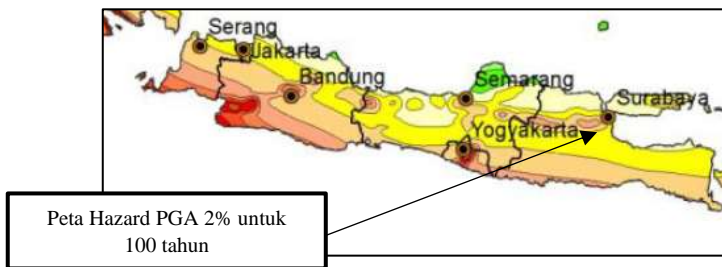 Serang
Jakarta
Bandung
Semarang
Surabaya
Yogyakarta
Peta Hazard PGA 2% untuk
100 tahun